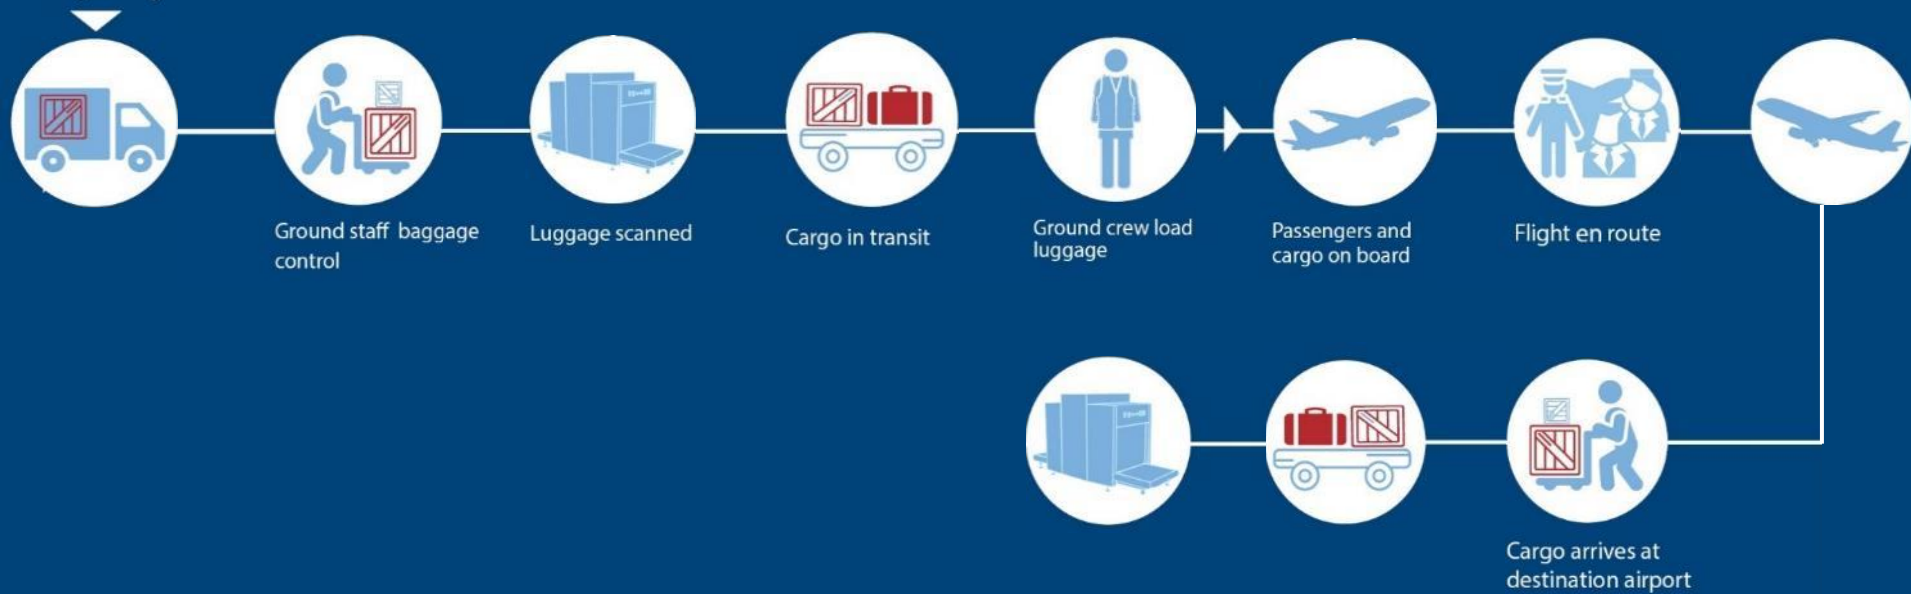 Ground staff baggage
control
Luggage scanned
Cargo in transit
Ground crew load
luggage
Passengers and
cargo on board
Flight en route
Cargo arrives at
destination airport